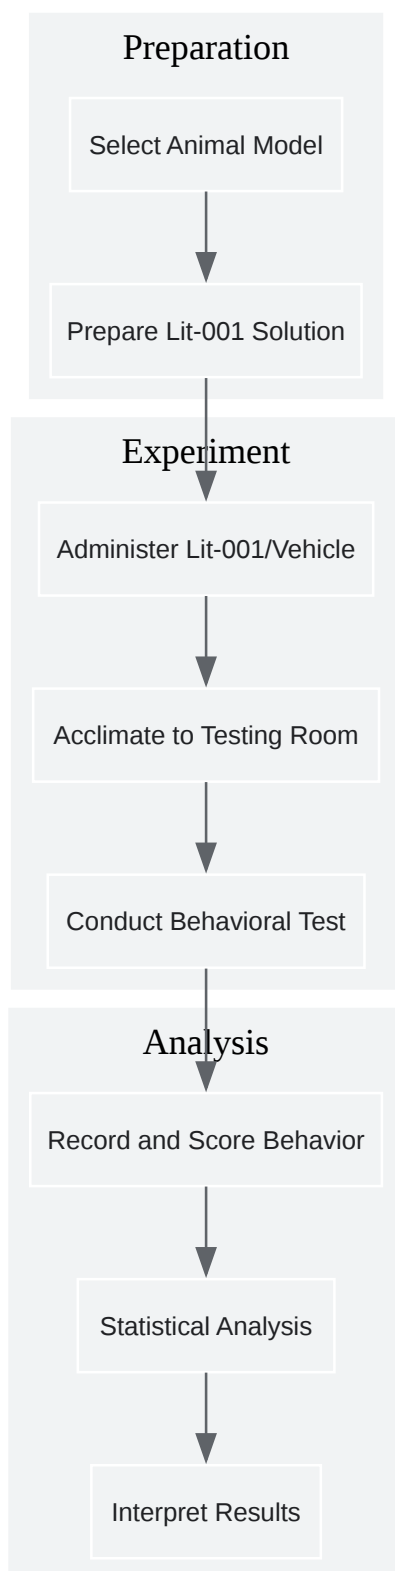 Preparation
Select Animal Model
Prepare Lit-001 Solution
Experiment
Administer Lit-001/Vehicle
Acclimate to Testing Room
Conduct Behavioral Test
Analysis
Record and Score Behavior
Statistical Analysis
Interpret Results